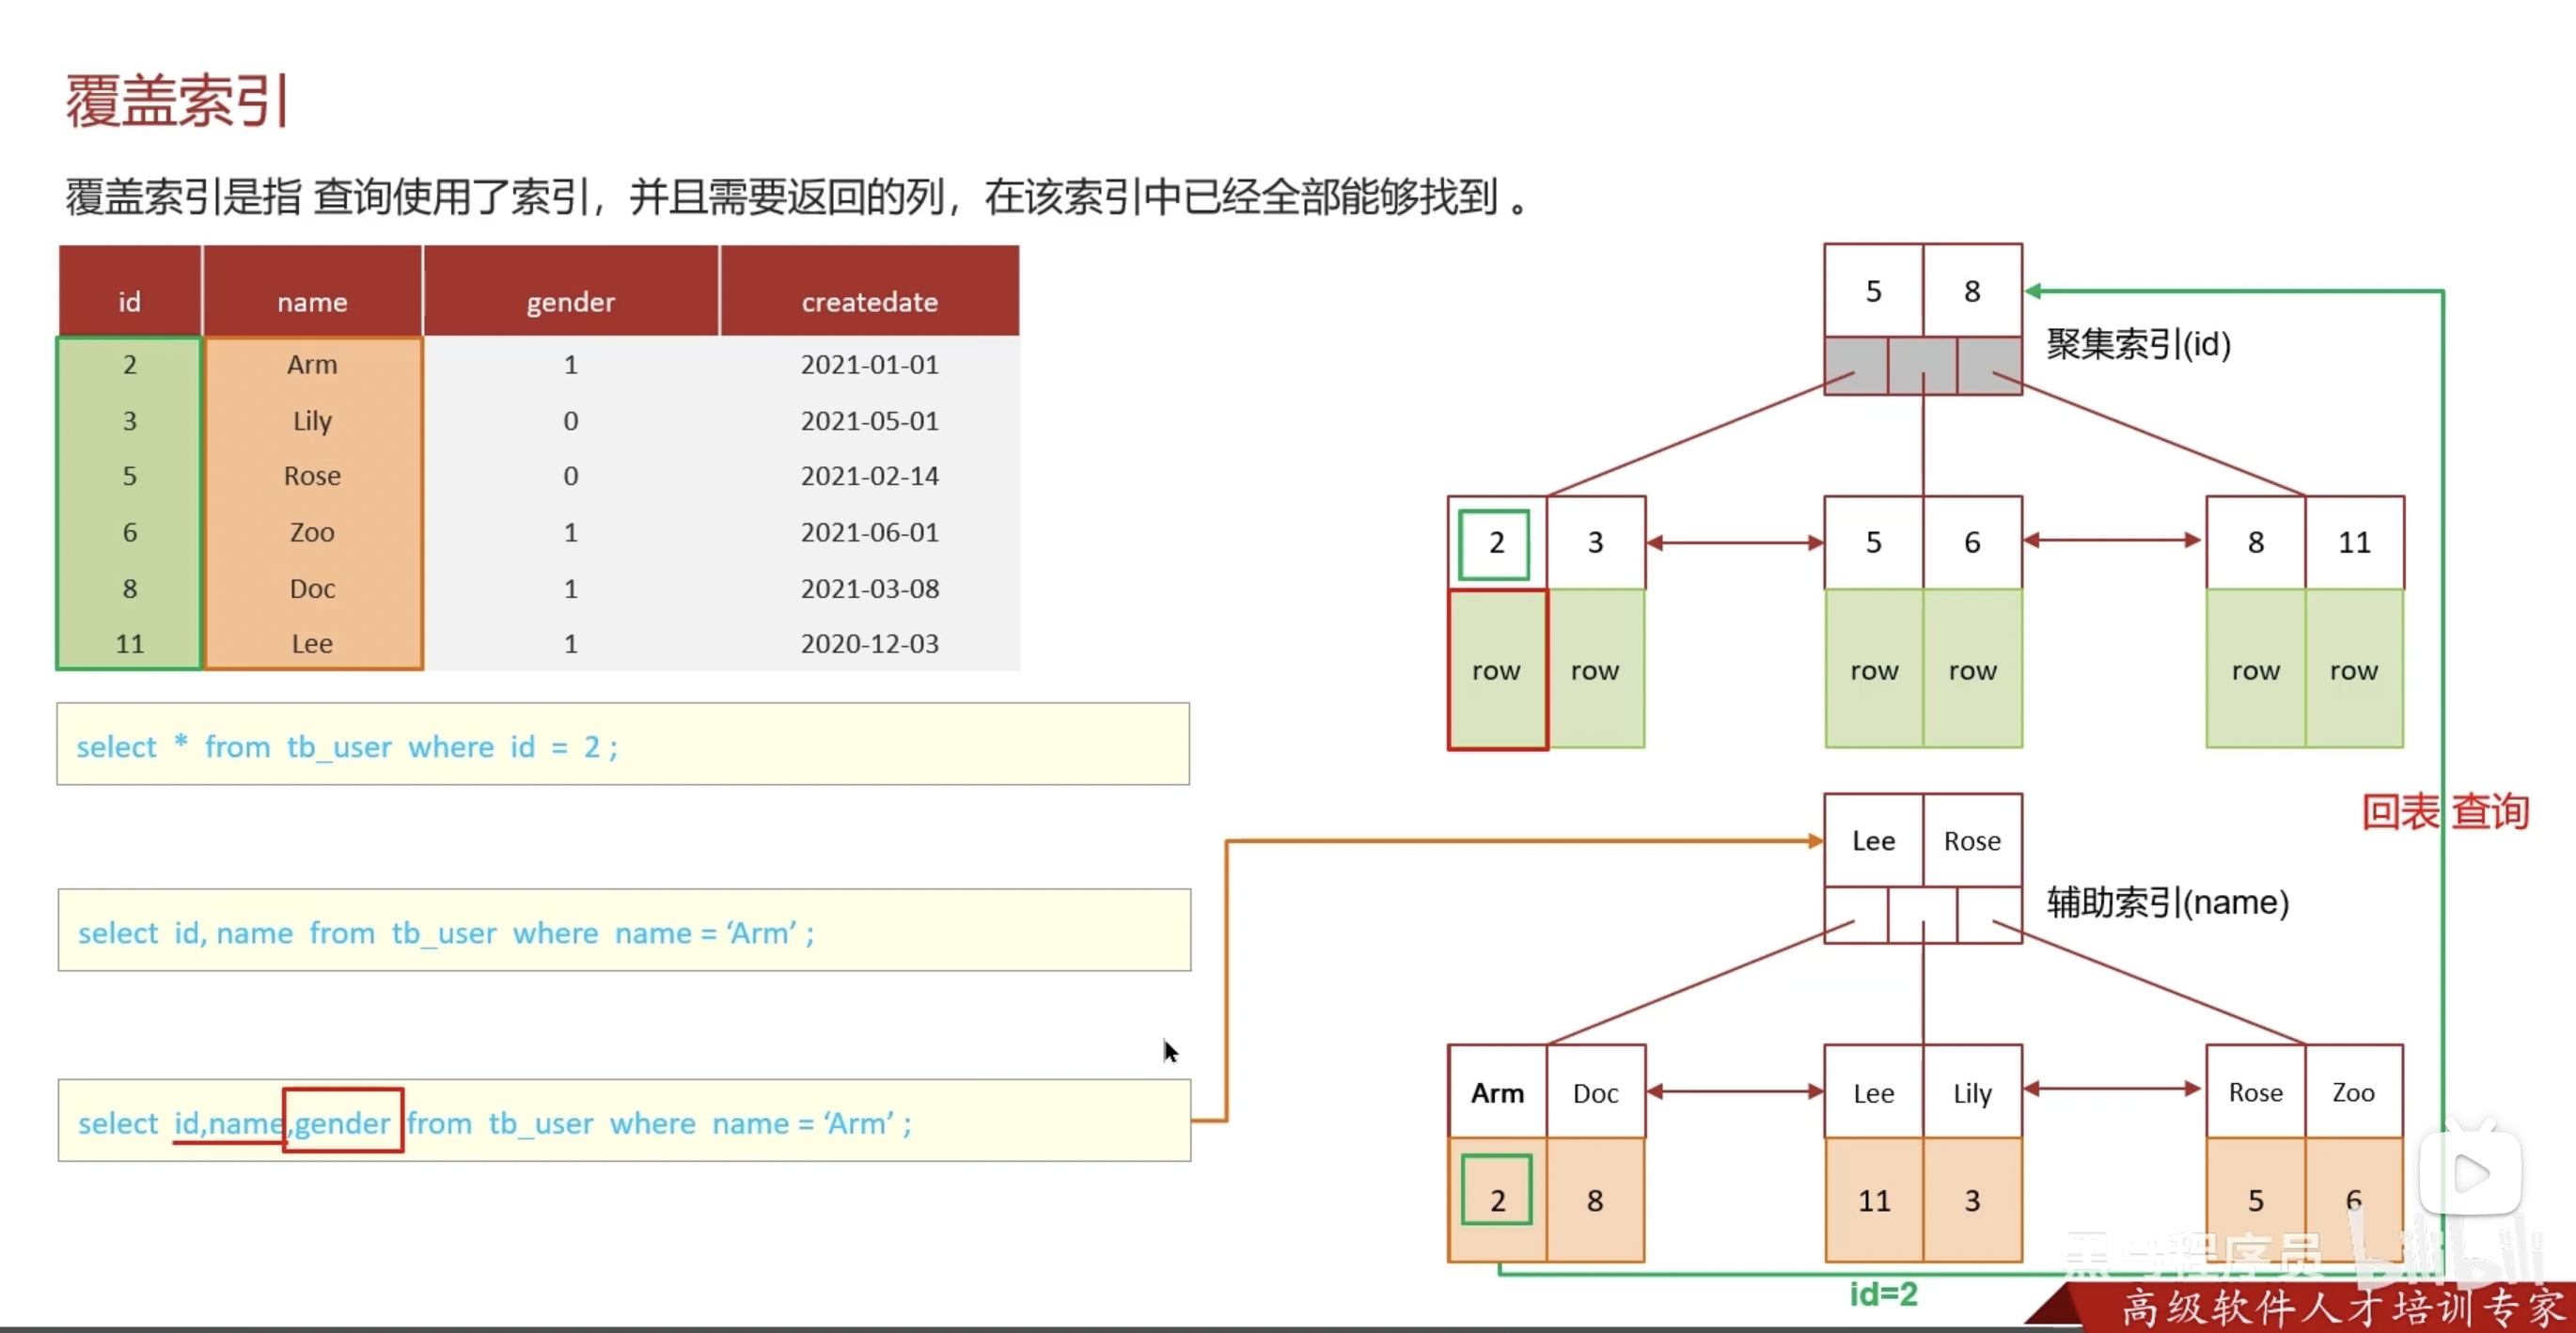 覆盖索引
覆盖索引是指 查询使用了索引，并且需要返回的列，在该索引中已经全部能够找到 。
id name gender createdate
2 Arm 1 2021-01-01
3 Lily 0 2021-05-01
5 Rose 0 2021-02-14
6 Zoo 1 2021-06-01
8 Doc 1 2021-03-08
11 Lee 1 2020-12-03
select * from tb_user where id = 2 ;
select id, name from tb_user where name = ‘Arm’ ;
select id,name,gender from tb_user where name = ‘Arm’ ;
5 8
聚集索引(id)
2 3 5 6 8 11
row row row row row row
回表 查询
Lee Rose
辅助索引(name)
Arm Doc Lee Lily Rose Zoo
2 8 11 3 5 6
id=2
黑马程序员
bilibili
高级软件人才培训专家